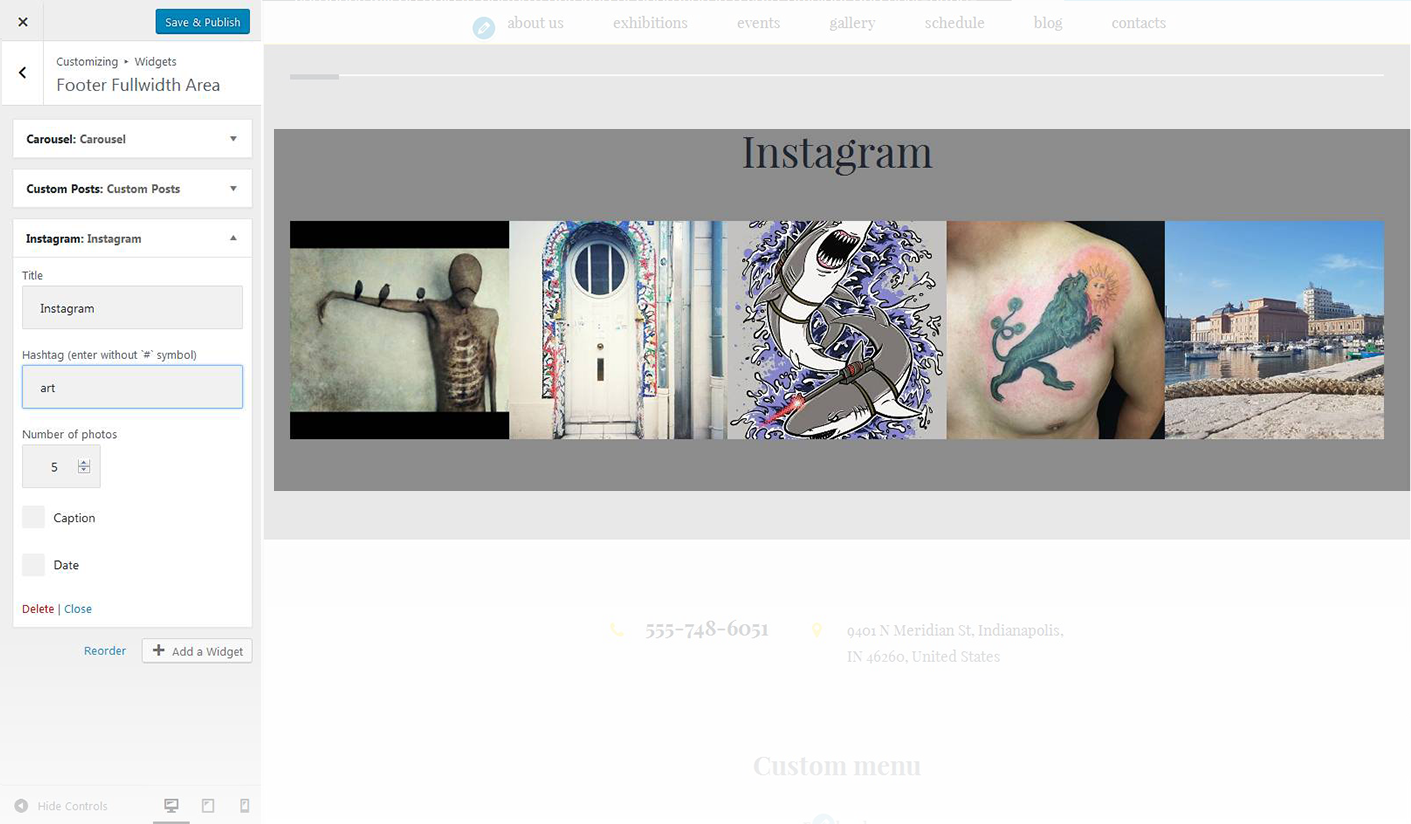 Save & Publish
Customizing ▸ Widgets
Footer Fullwidth Area
Carousel: Carousel
Custom Posts: Custom Posts
Instagram: Instagram
Title
Instagram
Hashtag (enter without `#` symbol)
art
Number of photos
5
Caption
Date
Delete | Close
Reorder
Add a Widget
Hide Controls
about us
exhibitions
events
gallery
schedule
blog
contacts
Instagram
555-748-6051
9401 N Meridian St, Indianapolis,
IN 46260, United States
Custom menu